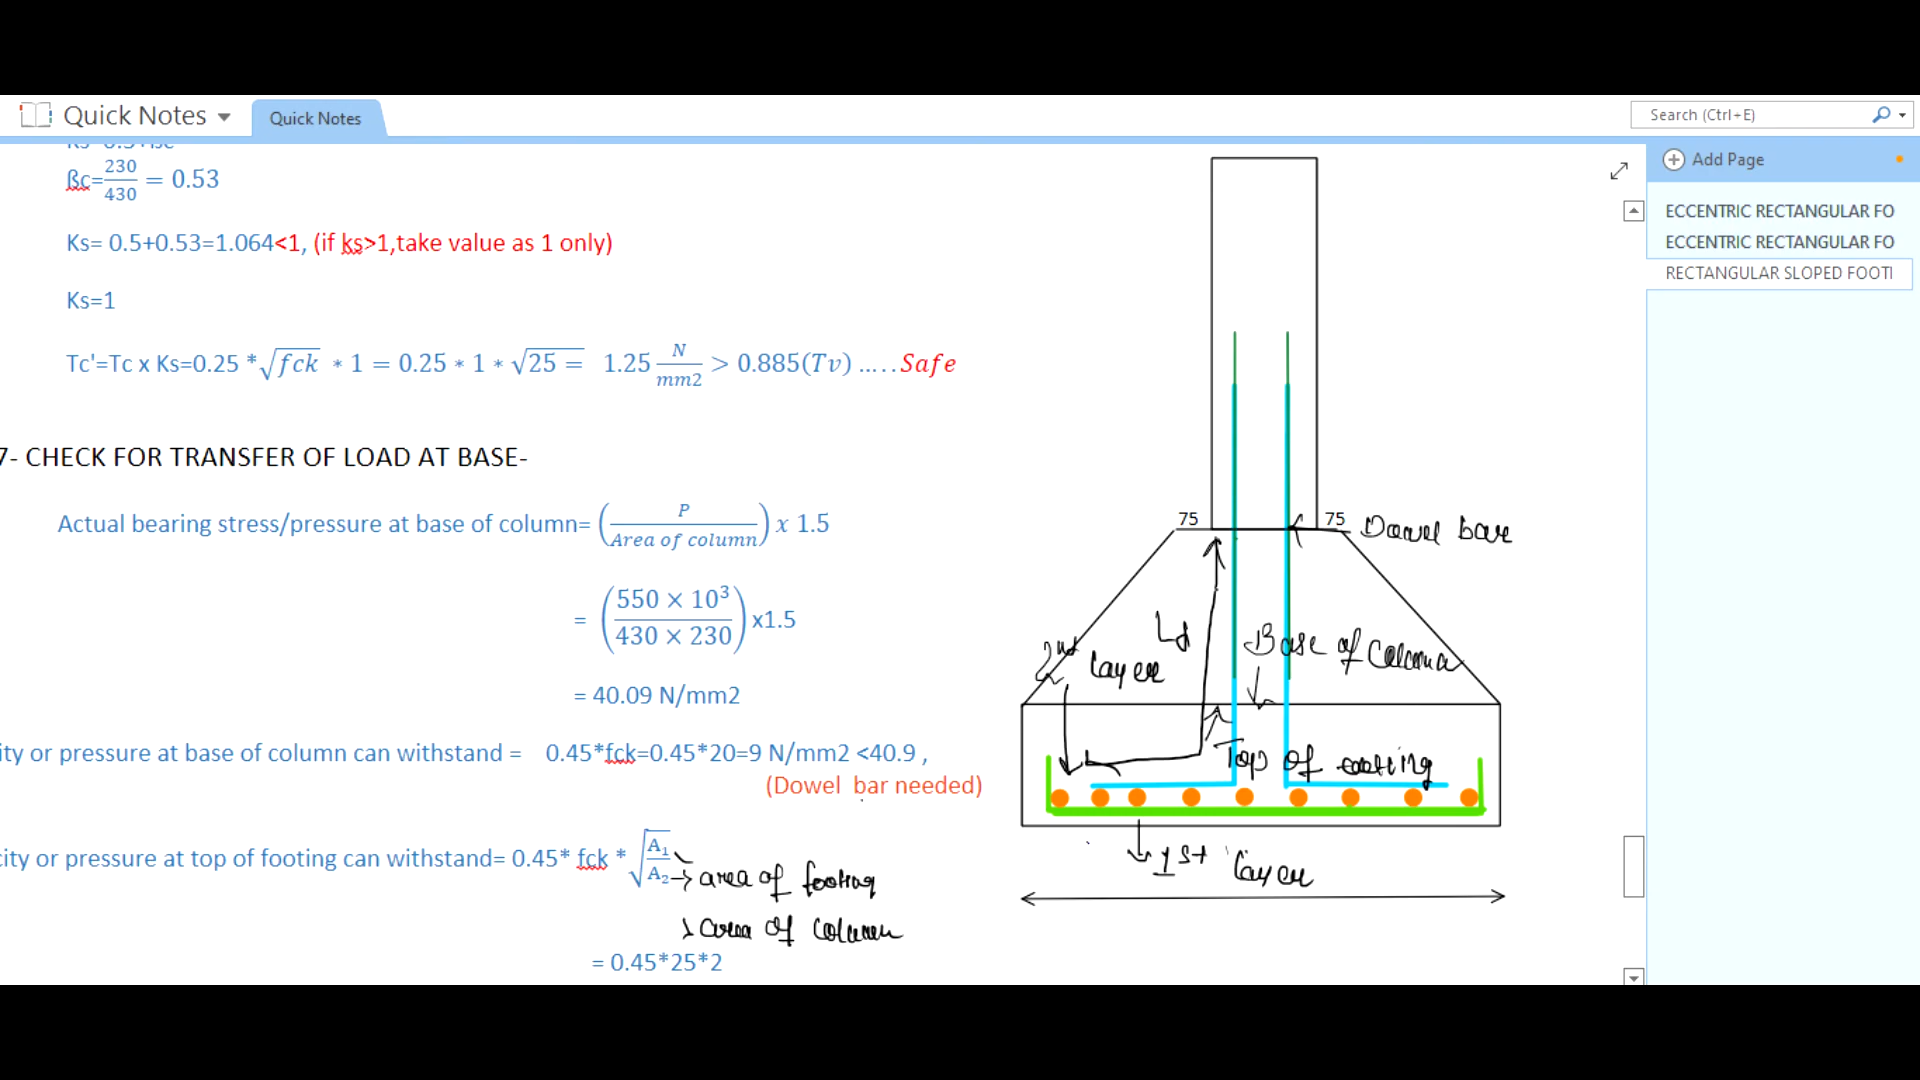 Quick Notes
Quick Notes
Search (Ctrl+E)
Add Page
ECCENTRIC RECTANGULAR FO
ECCENTRIC RECTANGULAR FO
RECTANGULAR SLOPED FOOTI
ßc=230/430 = 0.53
Ks= 0.5+0.53=1.064<1, (if ks>1,take value as 1 only)
Ks=1
Tc'=Tc x Ks=0.25 *√fck * 1 = 0.25 * 1 * √25 = 1.25 N/mm2 > 0.885(Tv) .....Safe
7- CHECK FOR TRANSFER OF LOAD AT BASE-
Actual bearing stress/pressure at base of column= (P/Area of column) x 1.5
= (550 × 10³/430 × 230) x1.5
= 40.09 N/mm2
ity or pressure at base of column can withstand = 0.45*fck=0.45*20=9 N/mm2 <40.9 ,
(Dowel bar needed)
city or pressure at top of footing can withstand= 0.45* fck *√A₁/A₂
area of footing
area of column
= 0.45*25*2
75
75
Dowel bar
Ld
2nd layer
Base of Column
Top of
1st layer